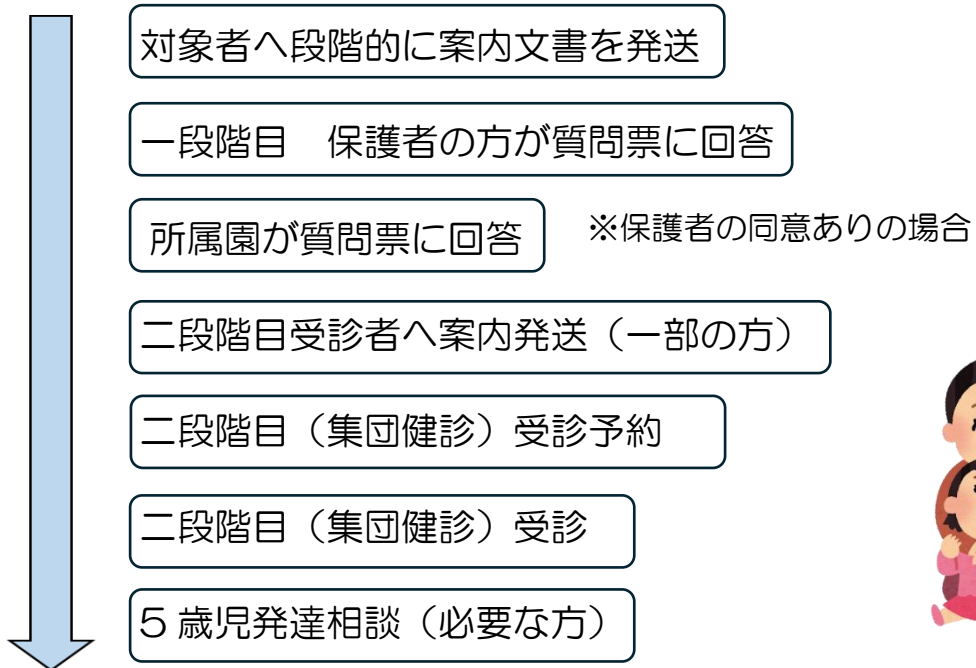 対象者へ段階的に案内文書を発送
一段階目　保護者の方が質問票に回答
所属園が質問票に回答　※保護者の同意ありの場合
二段階目受診者へ案内発送（一部の方）
二段階目（集団健診）受診予約
二段階目（集団健診）受診
５歳児発達相談（必要な方）